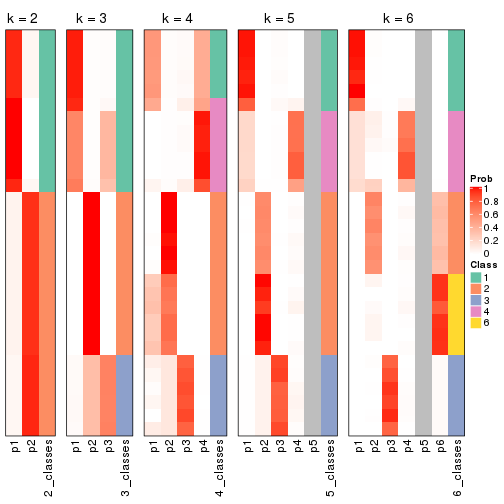 k = 2
k = 3
k = 4
k = 5
k = 6
p1
p2
2_classes
p1
p2
p3
3_classes
p1
p2
p3
p4
4_classes
p1
p2
p3
p4
p5
5_classes
p1
p2
p3
p4
p5
p6
6_classes
Prob
1
0.8
0.6
0.4
0.2
0
Class
1
2
3
4
6